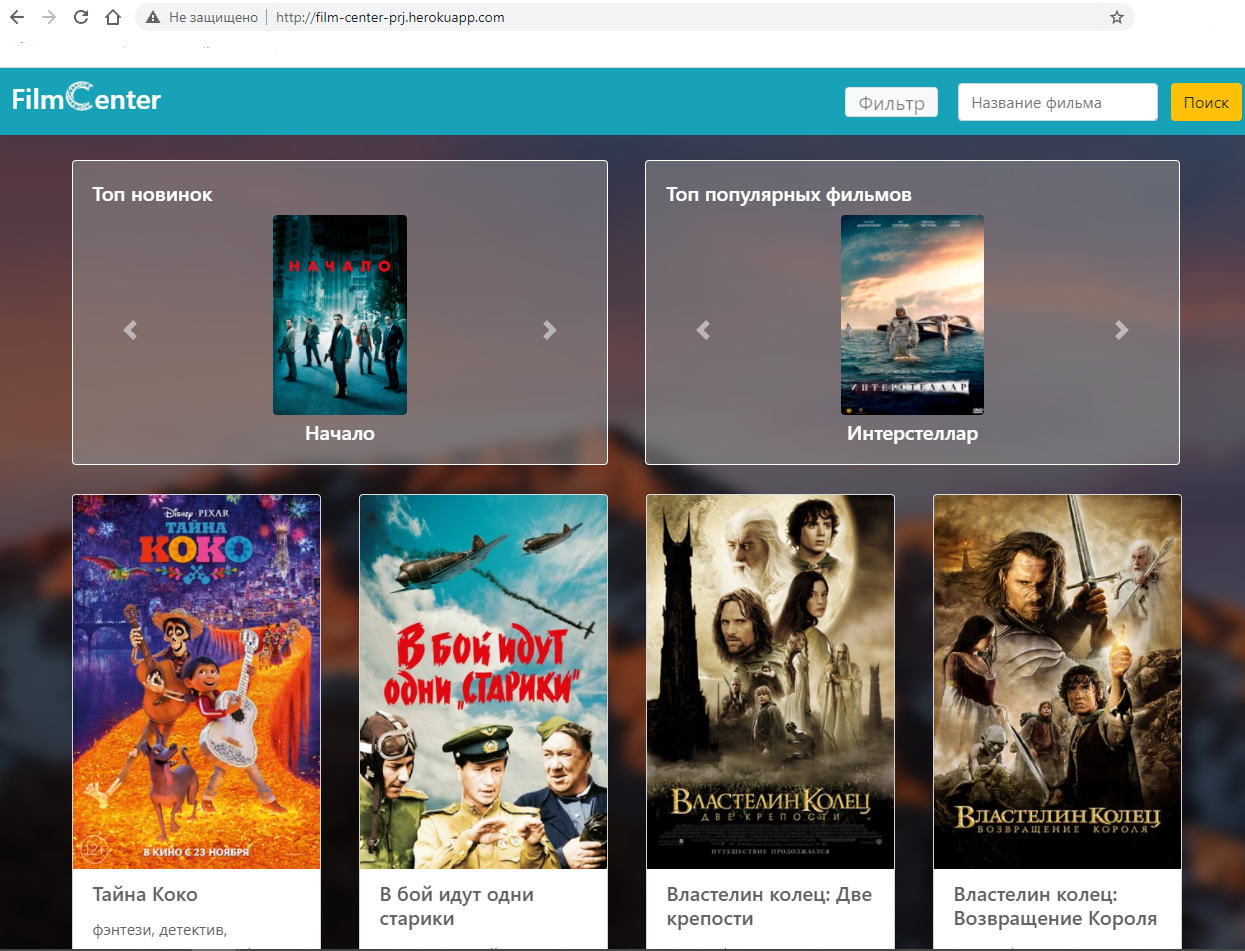 Не защищено
http://film-center-prj.herokuapp.com
FilmCenter
Фильтр
Название фильма
Поиск
Топ новинок
НАЧАЛО
Начало
Топ популярных фильмов
ИНТЕРСТЕЛЛАР
DVD
Интерстеллар
Disney·PIXAR
ТАЙНА
КОКО
12+
В КИНО С 23 НОЯБРЯ
Тайна Коко
фэнтези, детектив,
В БОЙ ИДУТ
ОДНИ „СТАРИКИ"
В бой идут одни
старики
ВЛАСТЕЛИН КОЛЕЦ
ДВЕ КРЕПОСТИ
ПУТЕШЕСТВИЕ ПРОДОЛЖАЕТСЯ
Властелин колец: Две
крепости
ВЛАСТЕЛИН КОЛЕЦ
ВОЗВРАЩЕНИЕ КОРОЛЯ
Властелин колец:
Возвращение Короля